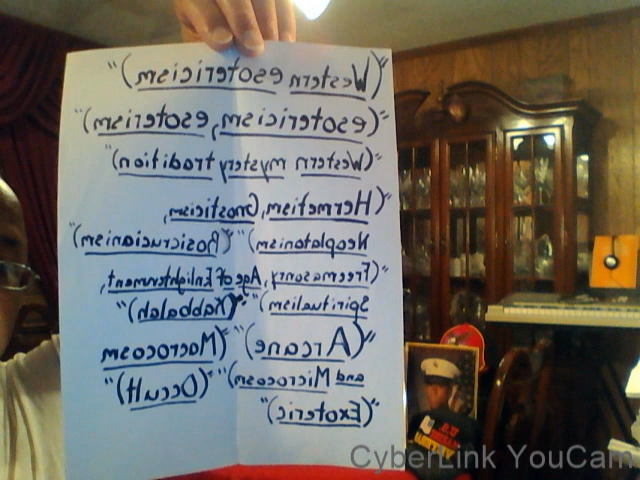 "(Western esotericism)"
"(esotericism, esoterism)"
"(Western mystery tradition)"
"(Hermetism, Gnosticism,
Neoplatonism)" "(Rosicrucianism)"
"(Freemasonry, Age of Enlightenment,
Spiritualism)" "(Kabbalah)"
"(Arcane)" "(Macrocosm
and Microcosm)" "(Occult)"
"(Exoteric)"
CyberLink YouCam